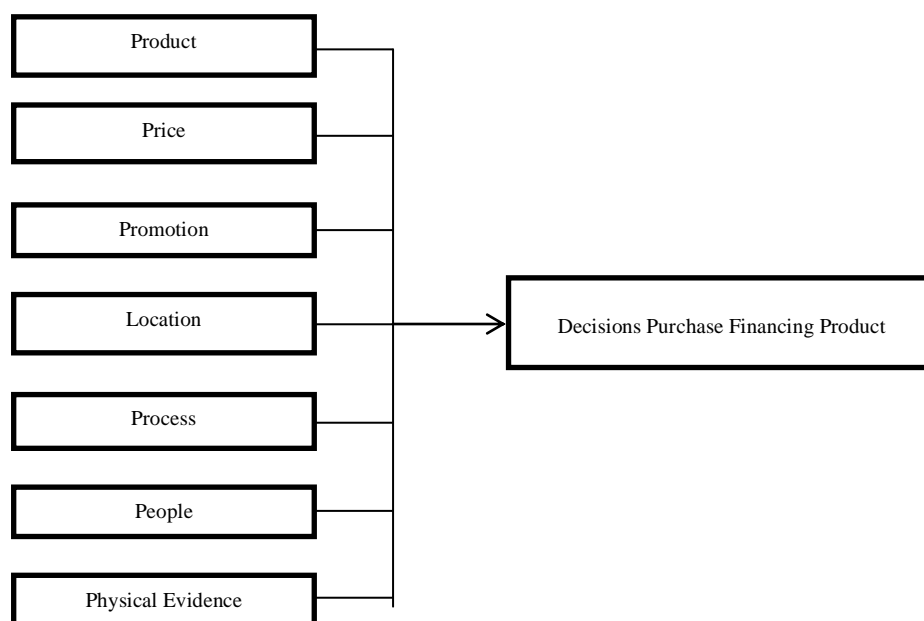 Product
Price
Promotion
Location
Decisions Purchase Financing Product
Process
People
Physical Evidence